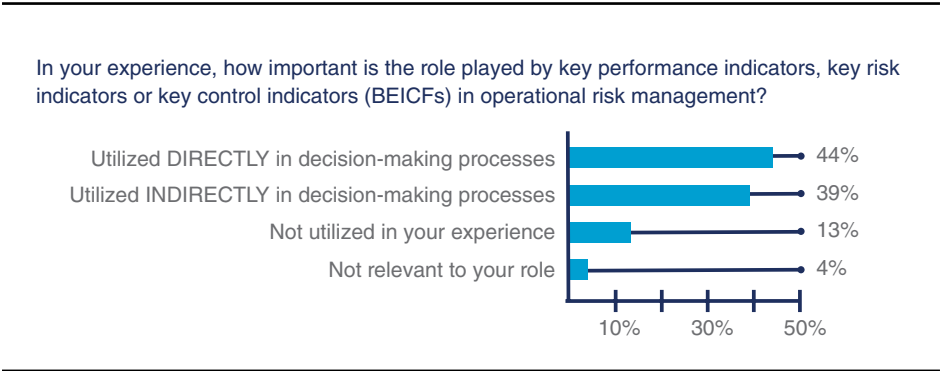 In your experience, how important is the role played by key performance indicators, key risk
indicators or key control indicators (BEICFs) in operational risk management?
Utilized DIRECTLY in decision-making processes 44%
Utilized INDIRECTLY in decision-making processes 39%
Not utilized in your experience 13%
Not relevant to your role 4%
10% 30% 50%